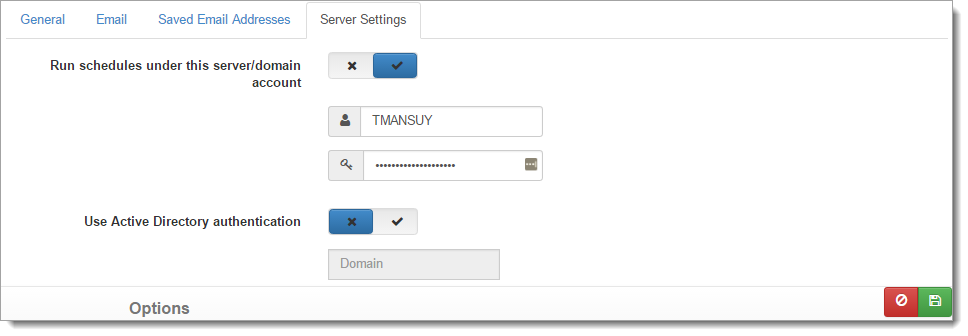 General Email Saved Email Addresses Server Settings
Run schedules under this server/domain
account
TMANSUY
••••••••••••••••••••
Use Active Directory authentication
Domain
Options